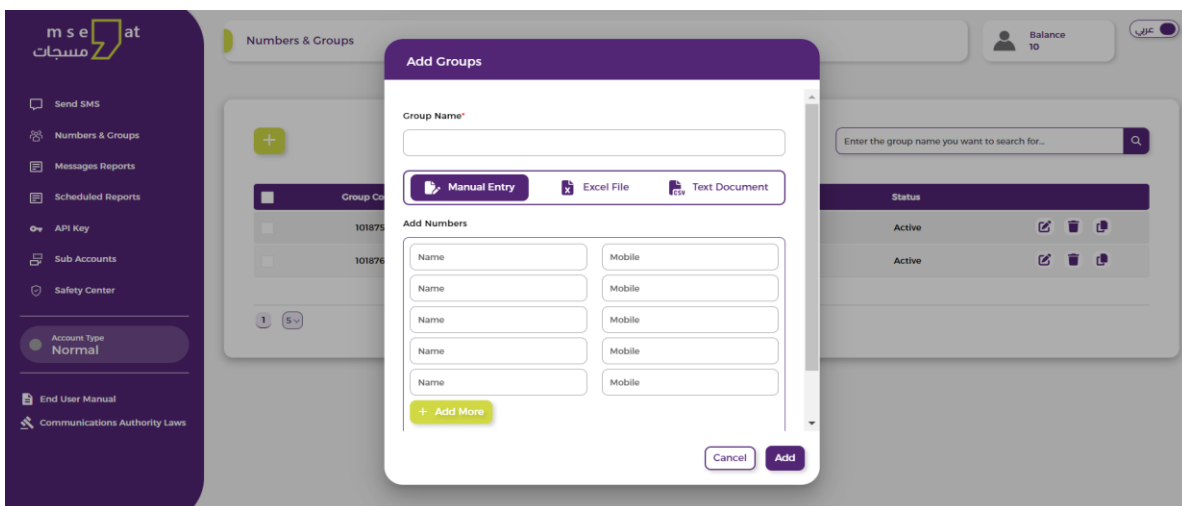 mse at
مسجات
Send SMS
Numbers & Groups
Messages Reports
Scheduled Reports
API Key
Sub Accounts
Safety Center
Account Type
Normal
End User Manual
Communications Authority Laws
Numbers & Groups
Balance
10
عربي
Enter the group name you want to search for...
Group Co
Status
101875
Active
101876
Active
1
5
Add Groups
Group Name*
Manual Entry
Excel File
Text Document
Add Numbers
Name Mobile
Name Mobile
Name Mobile
Name Mobile
Name Mobile
+ Add More
Cancel
Add